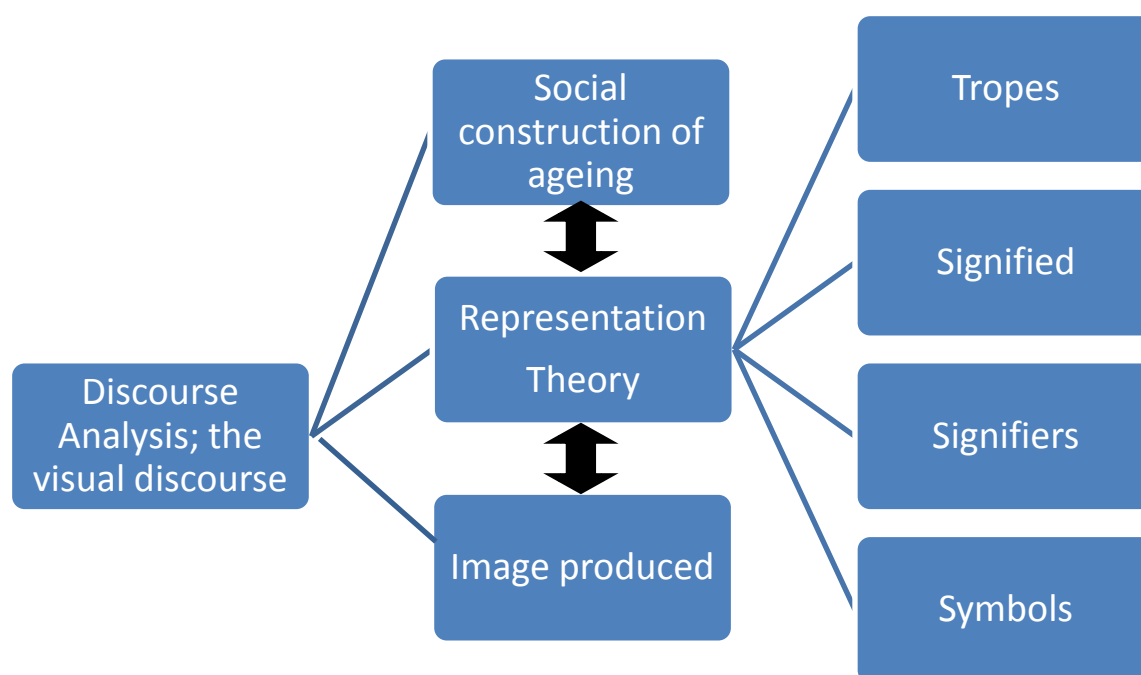 Discourse
Analysis; the
visual discourse
Social
construction of
ageing
Representation
Theory
Image produced
Tropes
Signified
Signifiers
Symbols